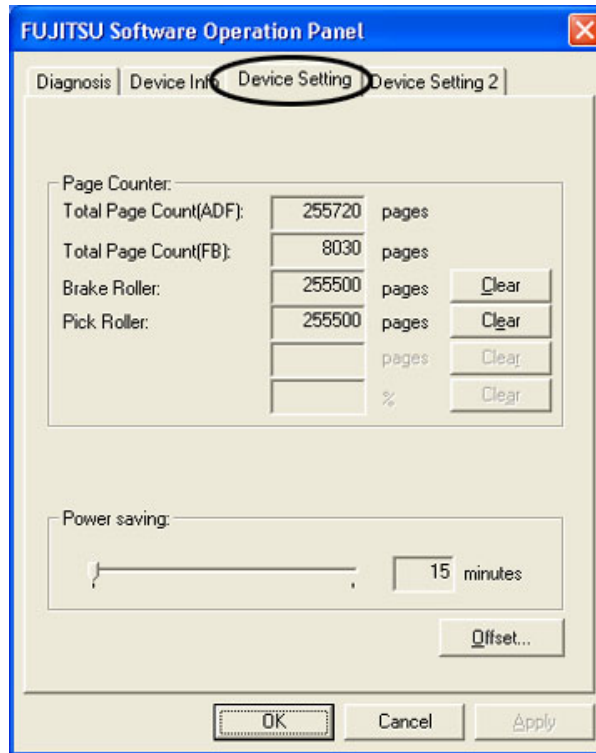 FUJITSU Software Operation Panel
Diagnosis Device Info Device Setting Device Setting 2
Page Counter:
Total Page Count(ADF): 255720 pages
Total Page Count(FB): 8030 pages
Brake Roller: 255500 pages Clear
Pick Roller: 255500 pages Clear
pages Clear
% Clear
Power saving:
15 minutes
Offset...
OK Cancel Apply